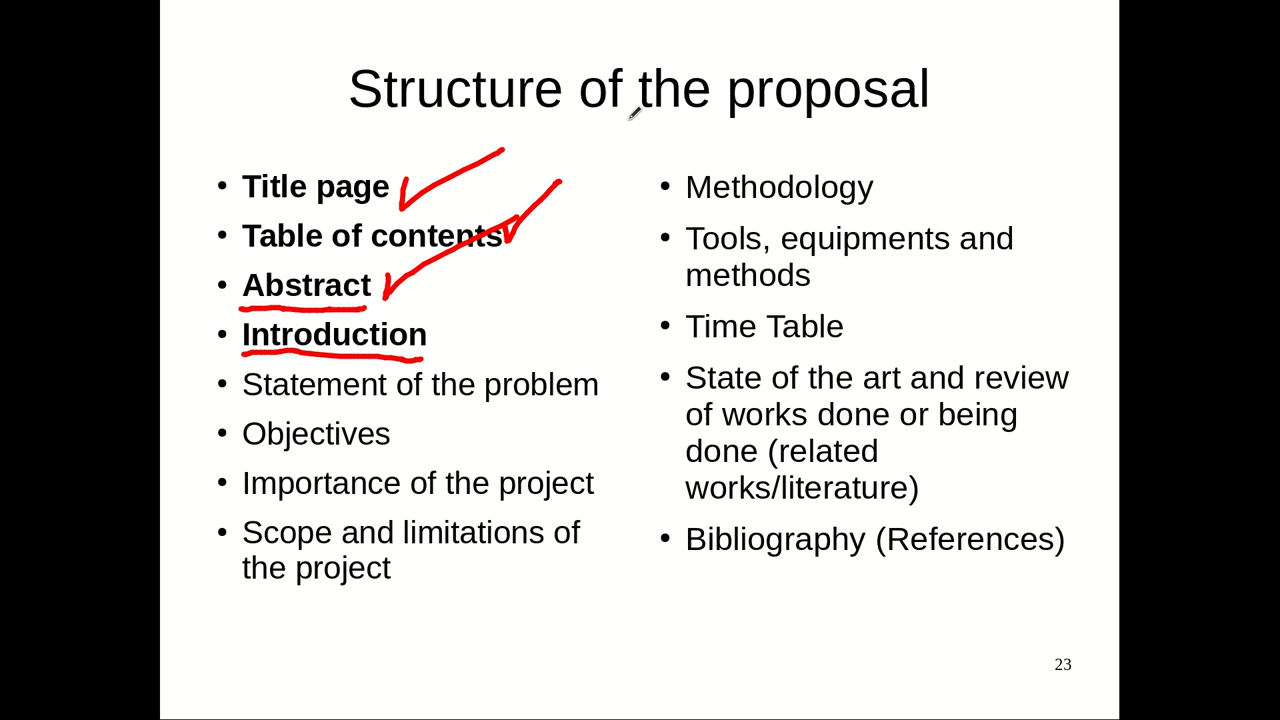 Structure of the proposal
• Title page
• Table of contents
• Abstract
• Introduction
• Statement of the problem
• Objectives
• Importance of the project
• Scope and limitations of
the project
• Methodology
• Tools, equipments and
methods
• Time Table
• State of the art and review
of works done or being
done (related
works/literature)
• Bibliography (References)
23